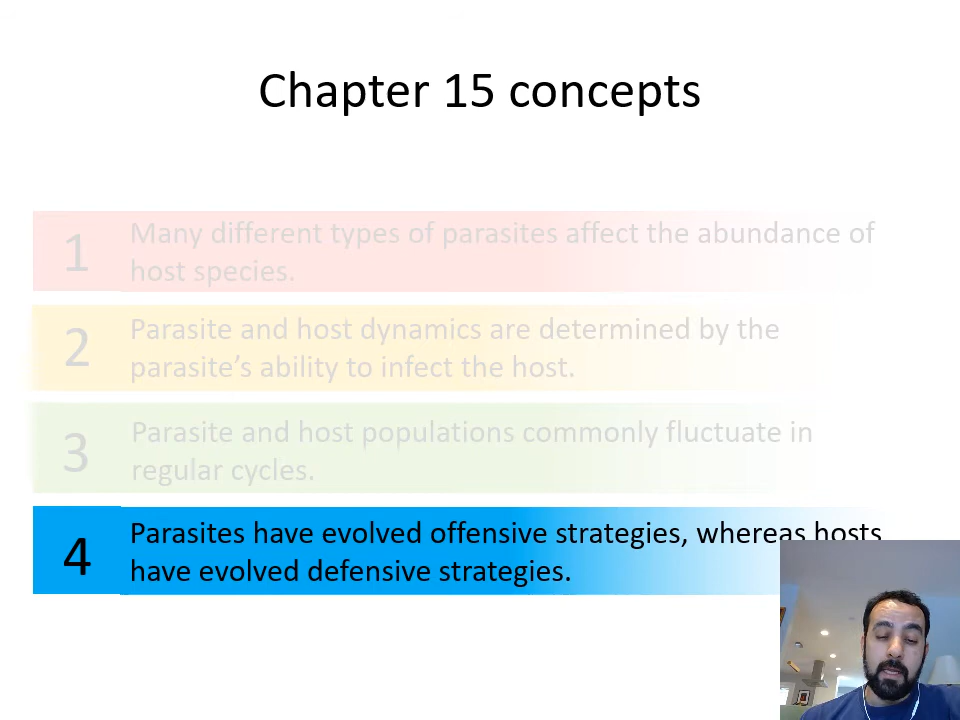 Chapter 15 concepts
1
Many different types of parasites affect the abundance of
host species.
2
Parasite and host dynamics are determined by the
parasite’s ability to infect the host.
3
Parasite and host populations commonly fluctuate in
regular cycles.
4
Parasites have evolved offensive strategies, whereas hosts
have evolved defensive strategies.